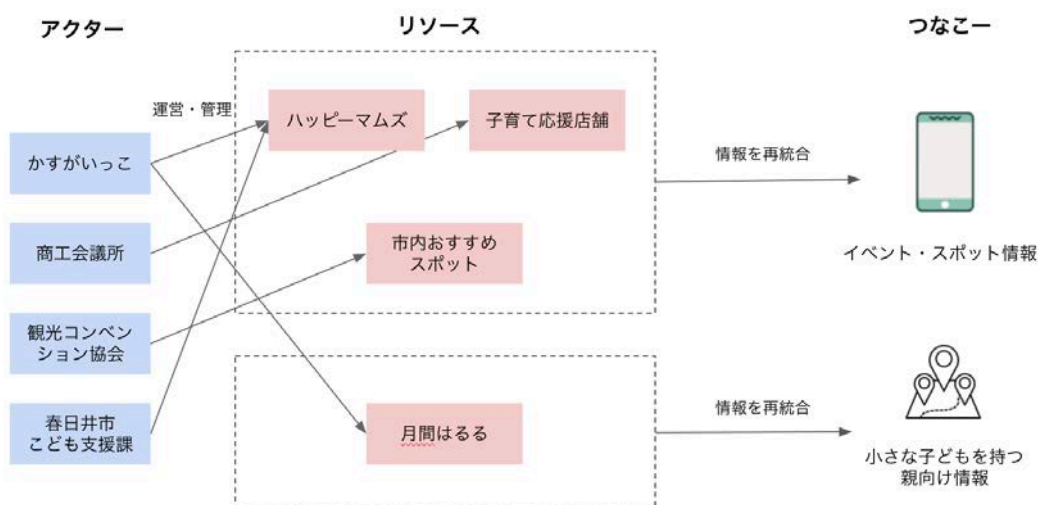 アクター
リソース
つなこー
運営・管理
ハッピーマムズ
子育て応援店舗
かすがいっこ
情報を再統合
商工会議所
市内おすすめ
スポット
イベント・スポット情報
観光コンベン
ション協会
春日井市
こども支援課
月間はるる
情報を再統合
小さな子どもを持つ
親向け情報